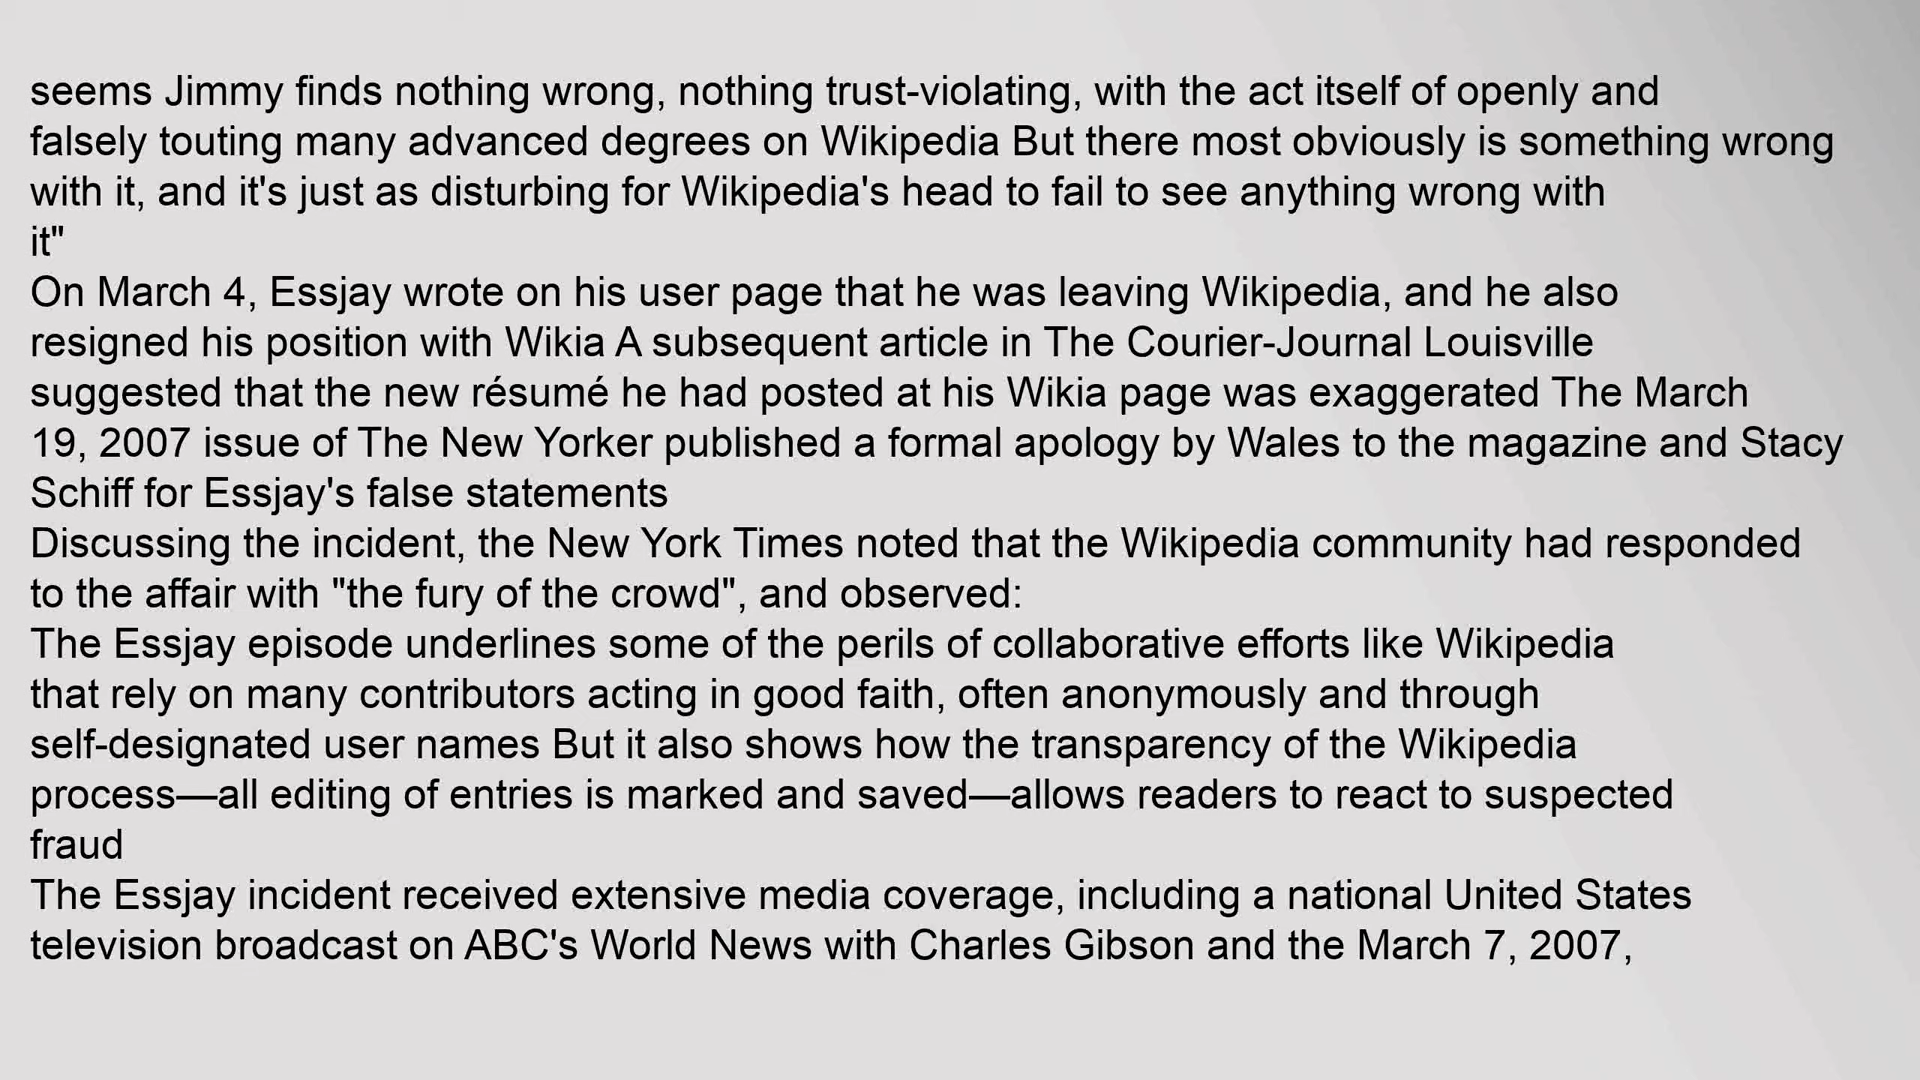 seems Jimmy finds nothing wrong, nothing trust-violating, with the act itself of openly and
falsely touting many advanced degrees on Wikipedia But there most obviously is something wrong
with it, and it's just as disturbing for Wikipedia's head to fail to see anything wrong with
it"
On March 4, Essjay wrote on his user page that he was leaving Wikipedia, and he also
resigned his position with Wikia A subsequent article in The Courier-Journal Louisville
suggested that the new résumé he had posted at his Wikia page was exaggerated The March
19, 2007 issue of The New Yorker published a formal apology by Wales to the magazine and Stacy
Schiff for Essjay's false statements
Discussing the incident, the New York Times noted that the Wikipedia community had responded
to the affair with "the fury of the crowd", and observed:
The Essjay episode underlines some of the perils of collaborative efforts like Wikipedia
that rely on many contributors acting in good faith, often anonymously and through
self-designated user names But it also shows how the transparency of the Wikipedia
process—all editing of entries is marked and saved—allows readers to react to suspected
fraud
The Essjay incident received extensive media coverage, including a national United States
television broadcast on ABC's World News with Charles Gibson and the March 7, 2007,